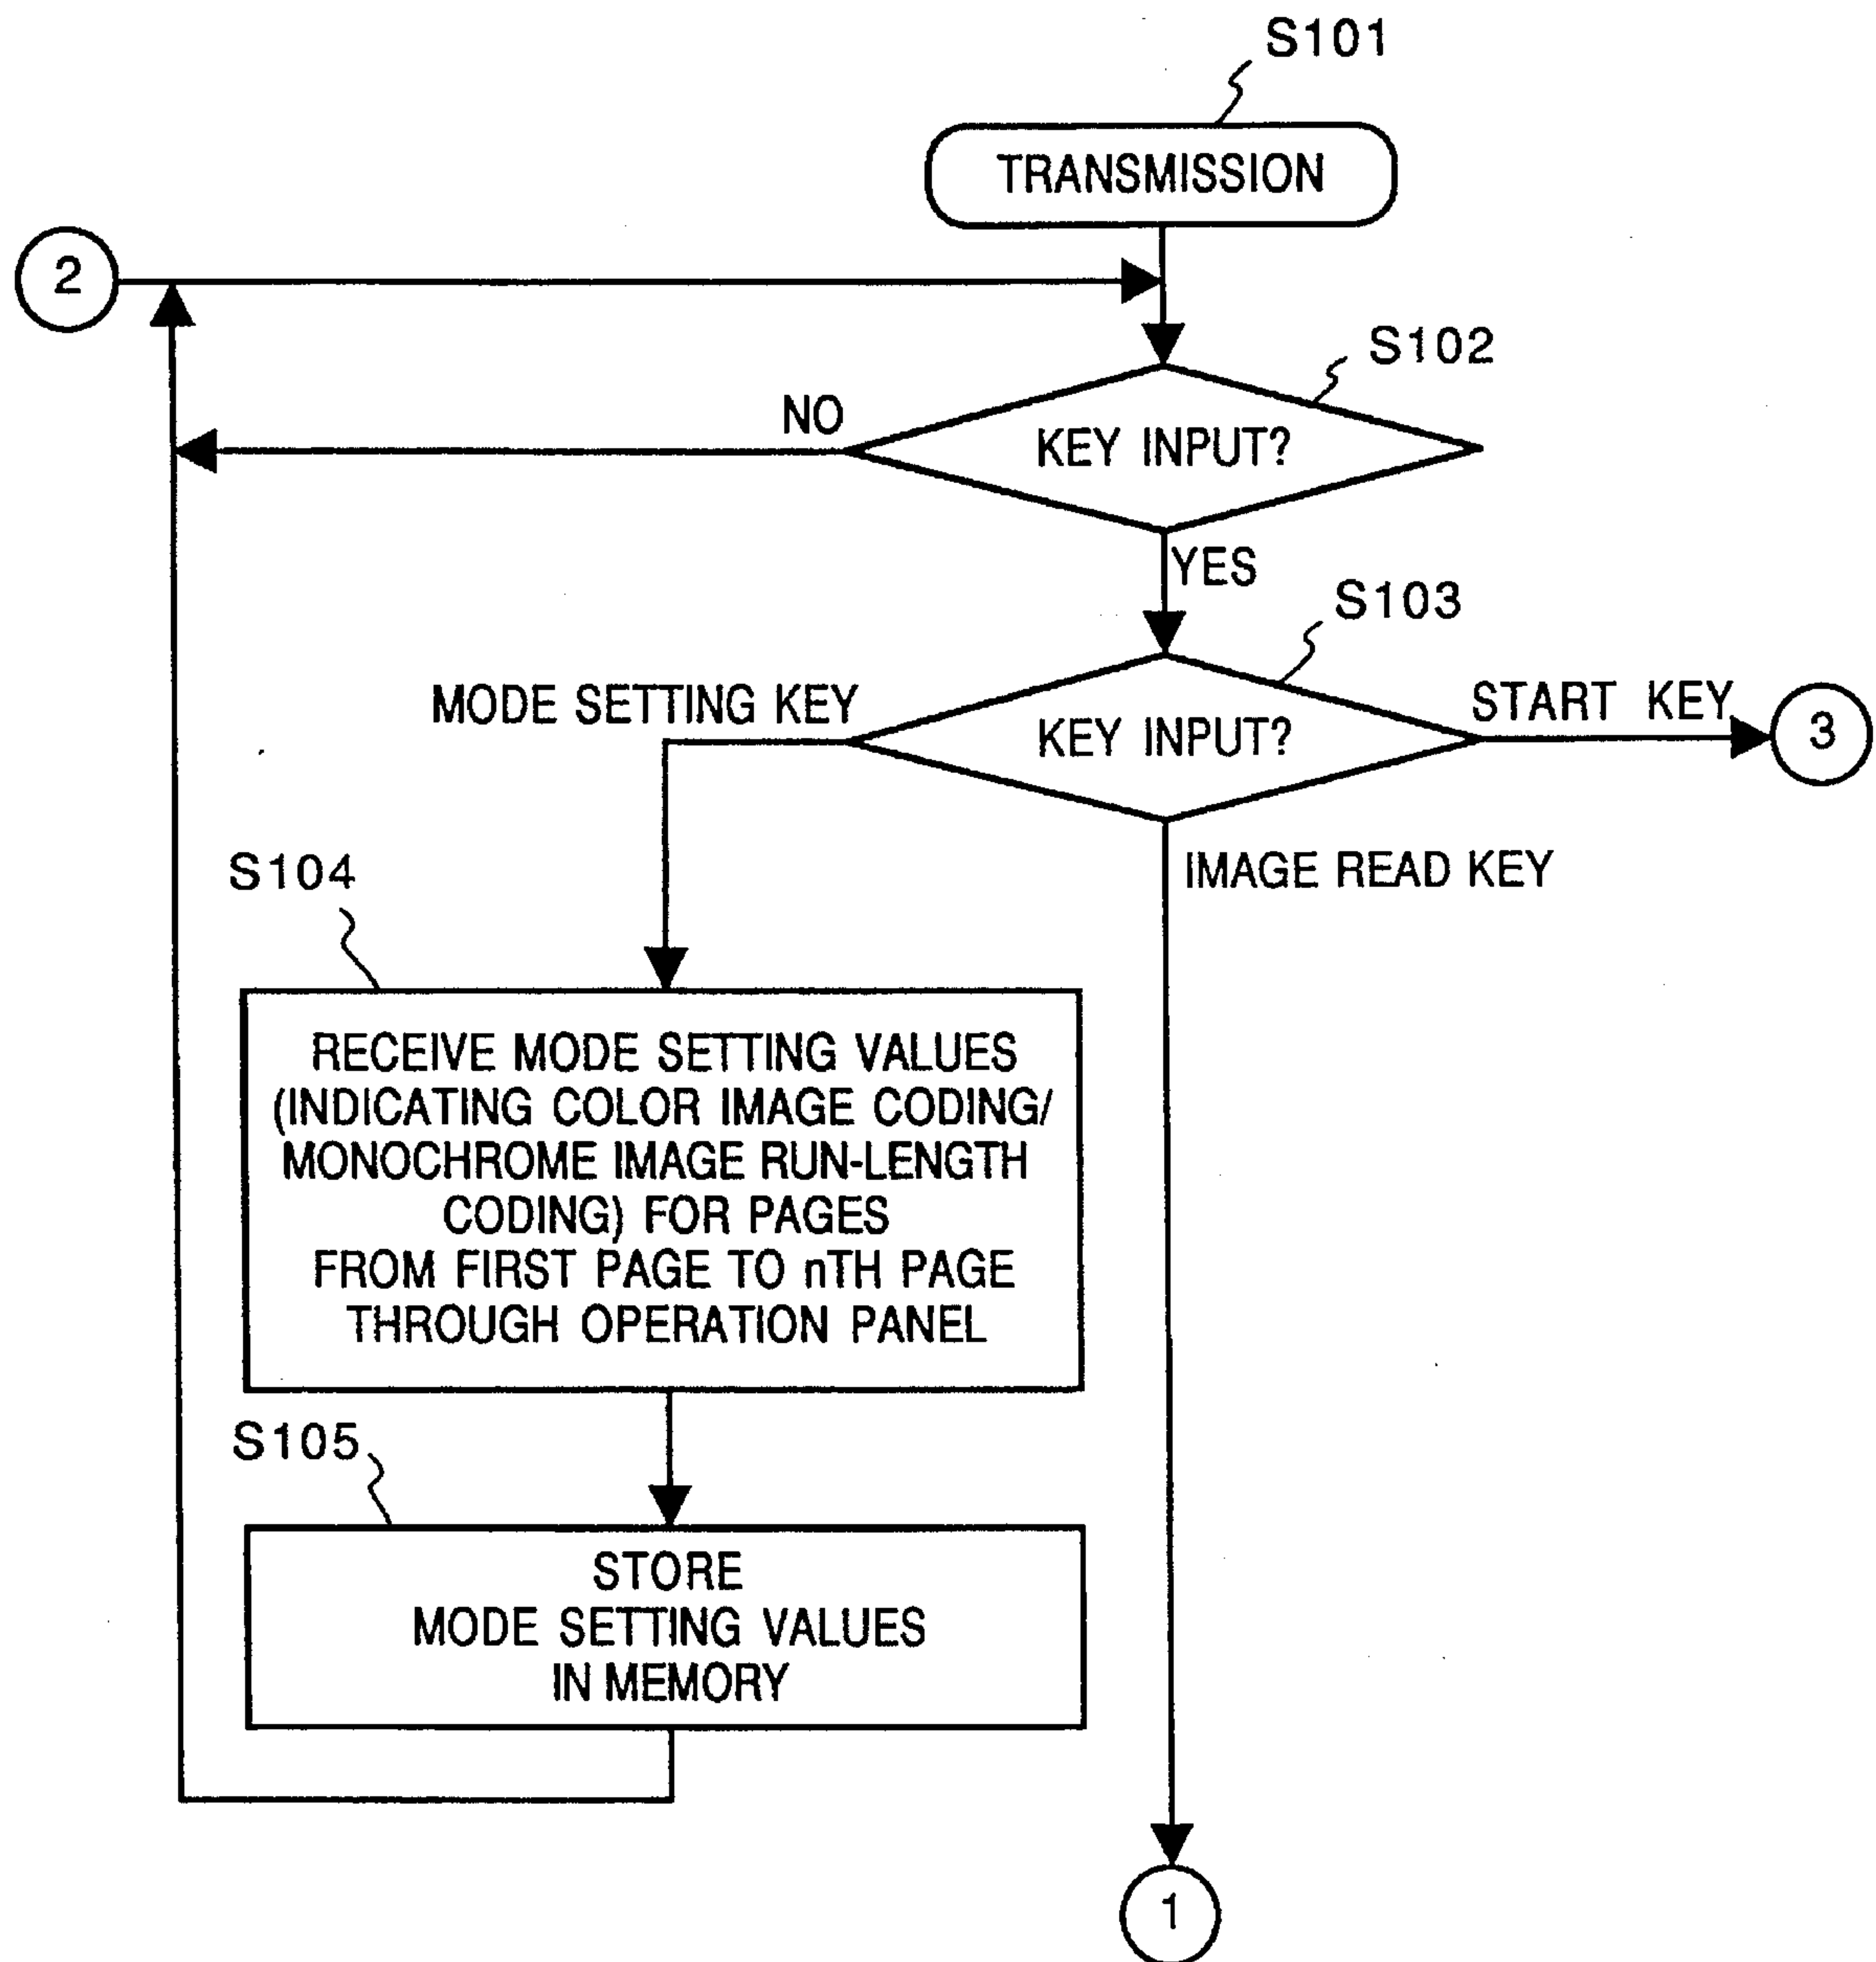 S101
TRANSMISSION
2
S102
NO
KEY INPUT?
YES
S103
MODE SETTING KEY
KEY INPUT?
START KEY
3
S104
IMAGE READ KEY
RECEIVE MODE SETTING VALUES
(INDICATING COLOR IMAGE CODING/
MONOCHROME IMAGE RUN-LENGTH
CODING) FOR PAGES
FROM FIRST PAGE TO nTH PAGE
THROUGH OPERATION PANEL
S105
STORE
MODE SETTING VALUES
IN MEMORY
1